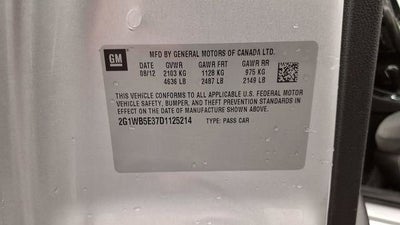 GM
MFD BY GENERAL MOTORS OF CANADA LTD.
DATE GVWR GAWR FRT GAWR RR
08/12 2103 KG 1128 KG 975 KG
4636 LB 2487 LB 2149 LB
THIS VEHICLE CONFORMS TO ALL APPLICABLE U.S. FEDERAL MOTOR
VEHICLE SAFETY, BUMPER, AND THEFT PREVENTION STANDARDS
IN EFFECT ON THE DATE OF MANUFACTURE SHOWN ABOVE.
2G1WB5E37D1125214 TYPE: PASS CAR